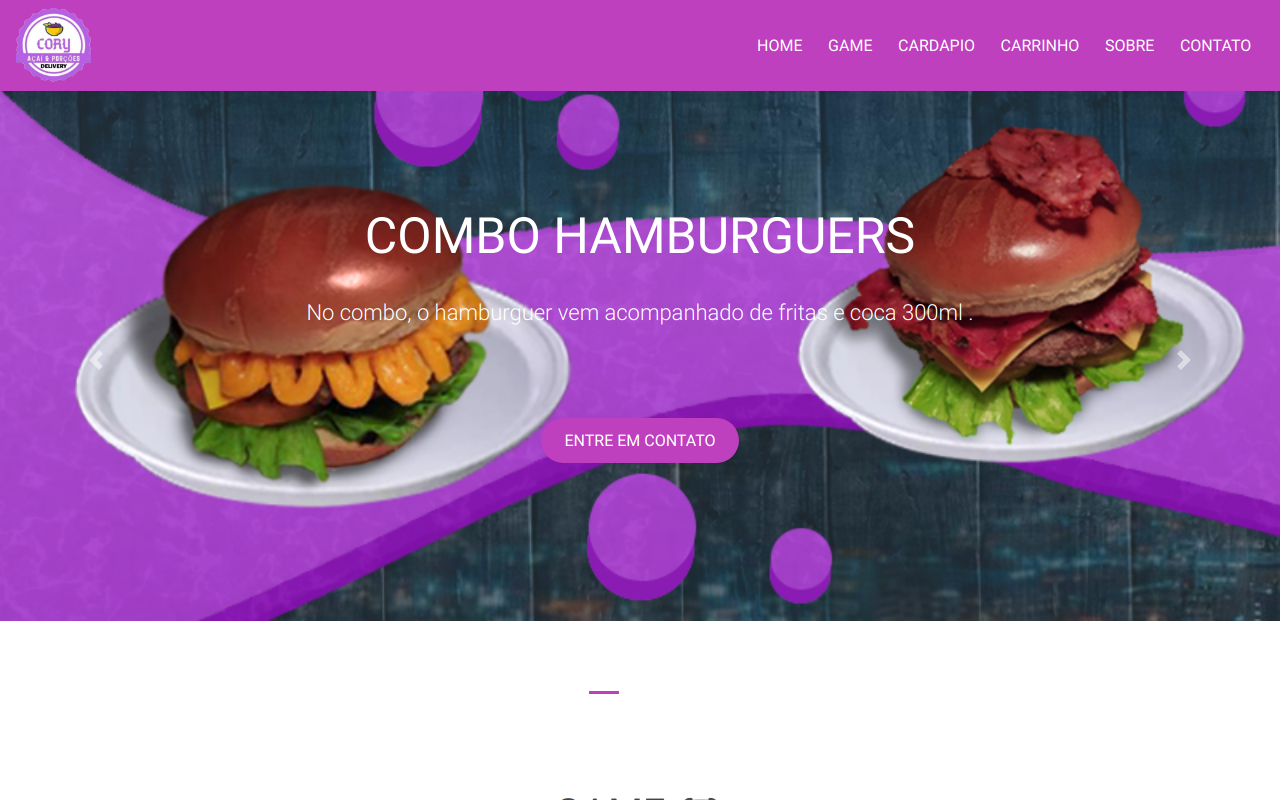 CORY
AÇAÍ & PORÇÕES
DELIVERY
HOME GAME CARDAPIO CARRINHO SOBRE CONTATO
COMBO HAMBURGUERS
No combo, o hamburguer vem acompanhado de fritas e coca 300ml .
ENTRE EM CONTATO